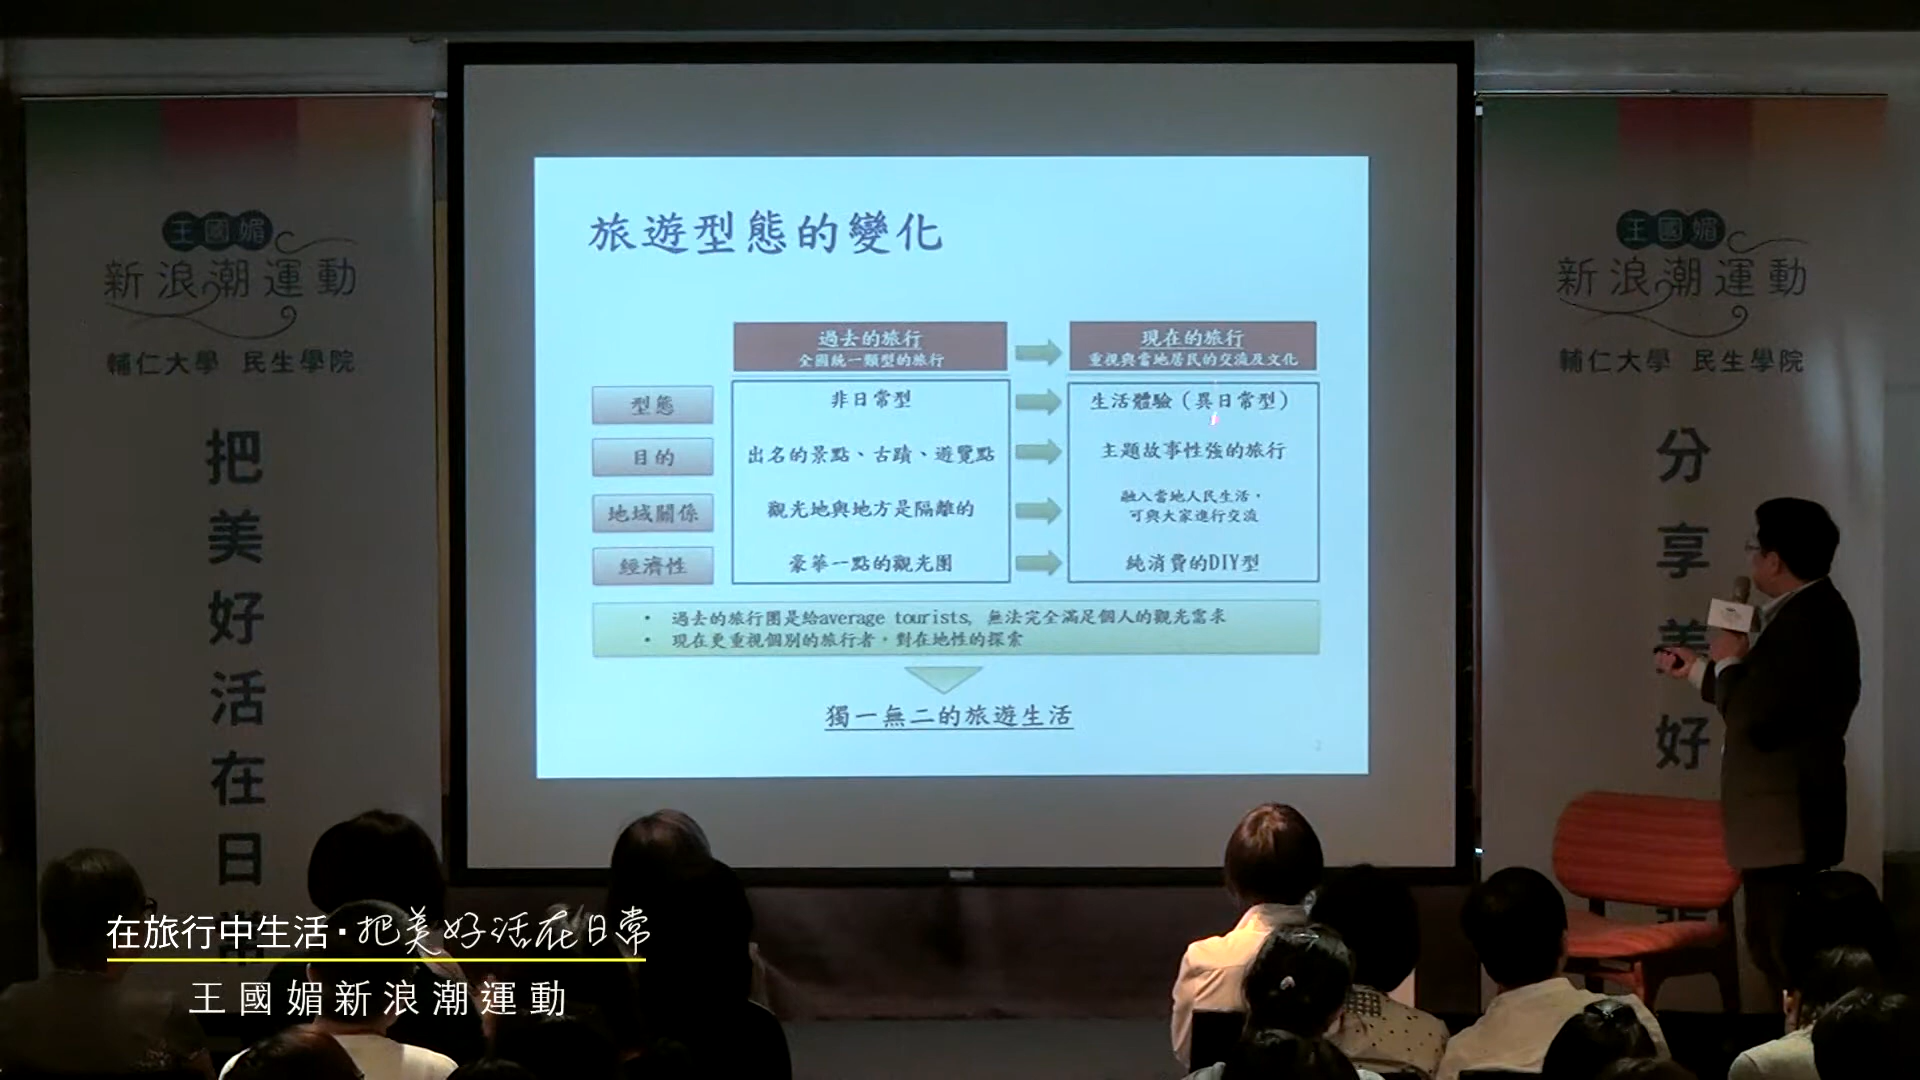 王國媚
新浪潮運動
輔仁大學 民生學院
把美好活在日常
旅遊型態的變化
過去的旅行
全國統一類型的旅行
現在的旅行
重視與當地居民的交流及文化
型態
非日常型
生活體驗(異日常型)
目的
出名的景點、古蹟、遊覽點
主題故事性強的旅行
地域關係
觀光地與地方是隔離的
融入當地人民生活,
可與大家進行交流
經濟性
豪華一點的觀光團
純消費的DIY型
• 過去的旅行團是給average tourists, 無法完全滿足個人的觀光需求
• 現在更重視個別的旅行者,對在地性的探索
獨一無二的旅遊生活
2
王國媚
新浪潮運動
輔仁大學 民生學院
分享美好
在旅行中生活·把美好活在日常
王國媚新浪潮運動